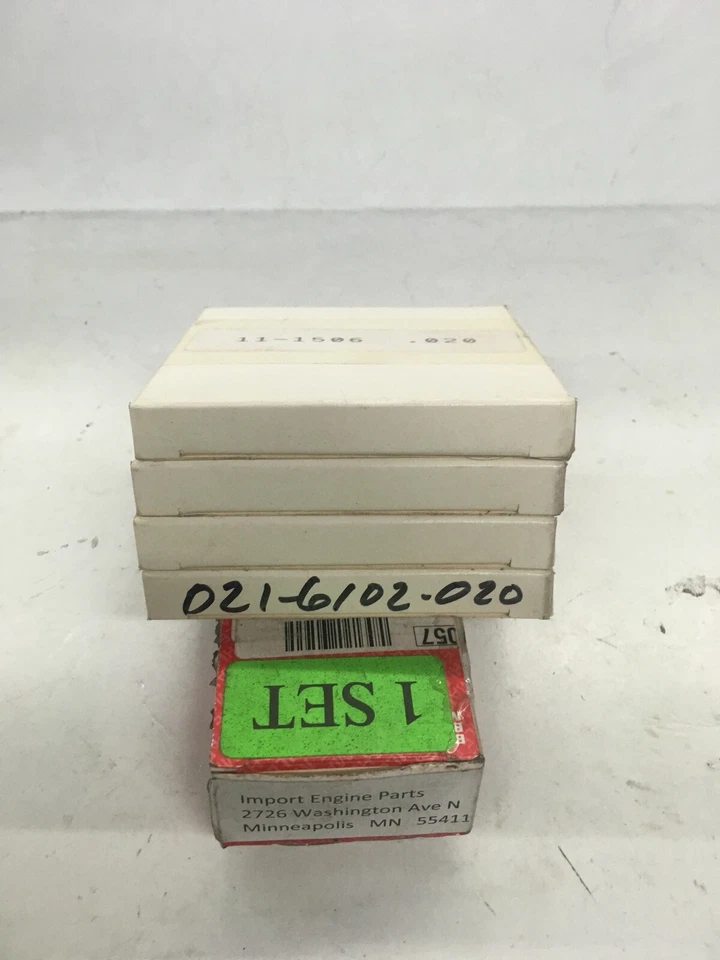 11-1506 .020
021-6102-020
057
1 SET
Import Engine Parts
2726 Washington Ave N
Minneapolis MN 55411